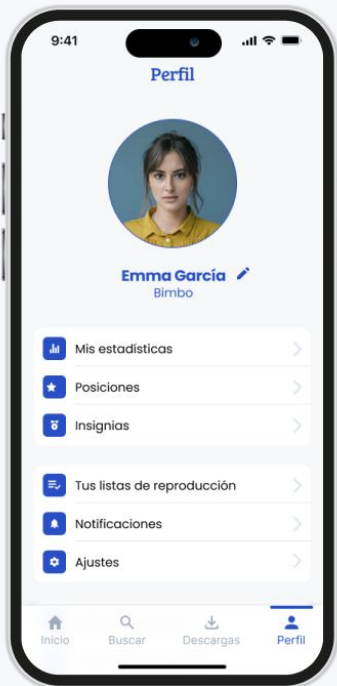 9:41
Perfil
Emma García
Bimbo
Mis estadísticas
Posiciones
Insignias
Tus listas de reproducción
Notificaciones
Ajustes
Inicio Buscar Descargas Perfil